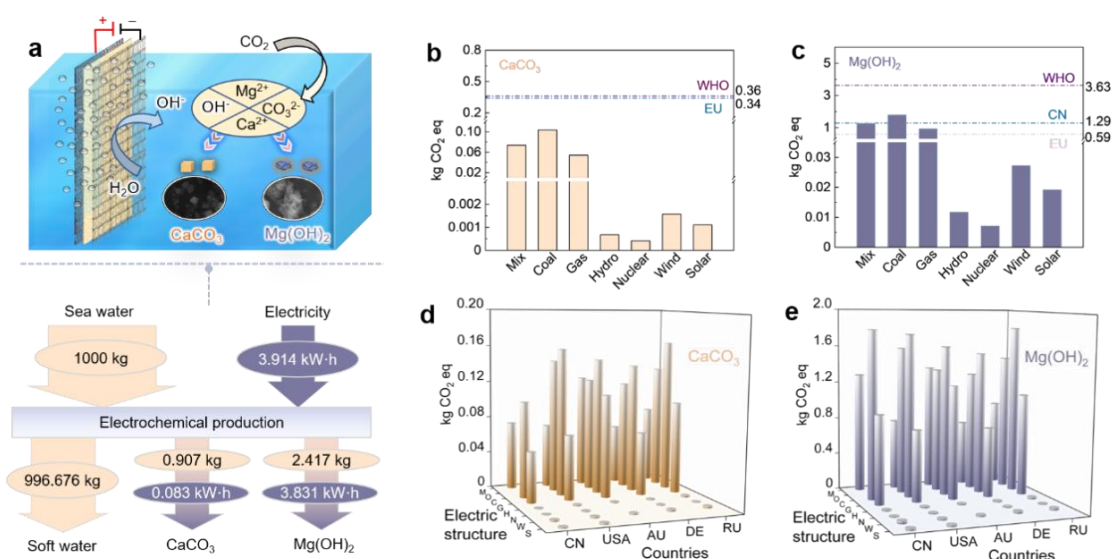 a
+ −
CO₂
OH⁻
Mg²⁺
OH⁻
CO₃²⁻
Ca²⁺
H₂O
CaCO₃
Mg(OH)₂
Sea water
Electricity
1000 kg
3.914 kW·h
Electrochemical production
0.907 kg
2.417 kg
996.676 kg
0.083 kW·h
3.831 kW·h
Soft water
CaCO₃
Mg(OH)₂
b
kg CO₂ eq
0.8
0.5
0.2
0.10
0.06
0.02
0.002
0.001
0
CaCO₃
WHO
EU
0.36
0.34
Mix
Coal
Gas
Hydro
Nuclear
Wind
Solar
c
kg CO₂ eq
5
3
1
0.03
0.02
0.01
0
Mg(OH)₂
WHO
CN
EU
3.63
1.29
0.59
Mix
Coal
Gas
Hydro
Nuclear
Wind
Solar
d
kg CO₂ eq
0.20
0.16
0.12
0.08
0.04
0
CaCO₃
M
O
C
G
H
N
W
S
Electric
structure
CN
USA
AU
DE
RU
Countries
e
kg CO₂ eq
2.0
1.6
1.2
0.8
0.4
0
Mg(OH)₂
M
O
C
G
H
N
W
S
Electric
structure
CN
USA
AU
DE
RU
Countries